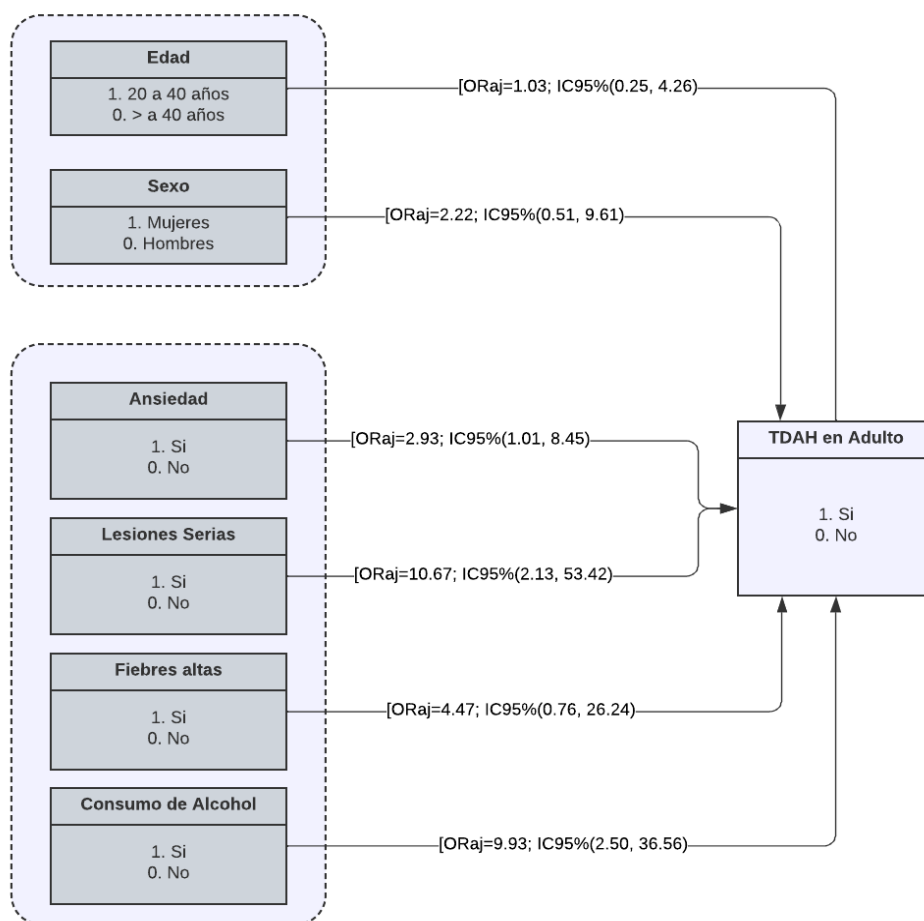 Edad
1. 20 a 40 años
0. > a 40 años
[ORaj=1.03; IC95%(0.25, 4.26)
Sexo
1. Mujeres
0. Hombres
[ORaj=2.22; IC95%(0.51, 9.61)
Ansiedad
1. Si
0. No
[ORaj=2.93; IC95%(1.01, 8.45)
Lesiones Serias
1. Si
0. No
[ORaj=10.67; IC95%(2.13, 53.42)
Fiebres altas
1. Si
0. No
[ORaj=4.47; IC95%(0.76, 26.24)
Consumo de Alcohol
1. Si
0. No
[ORaj=9.93; IC95%(2.50, 36.56)
TDAH en Adulto
1. Si
0. No